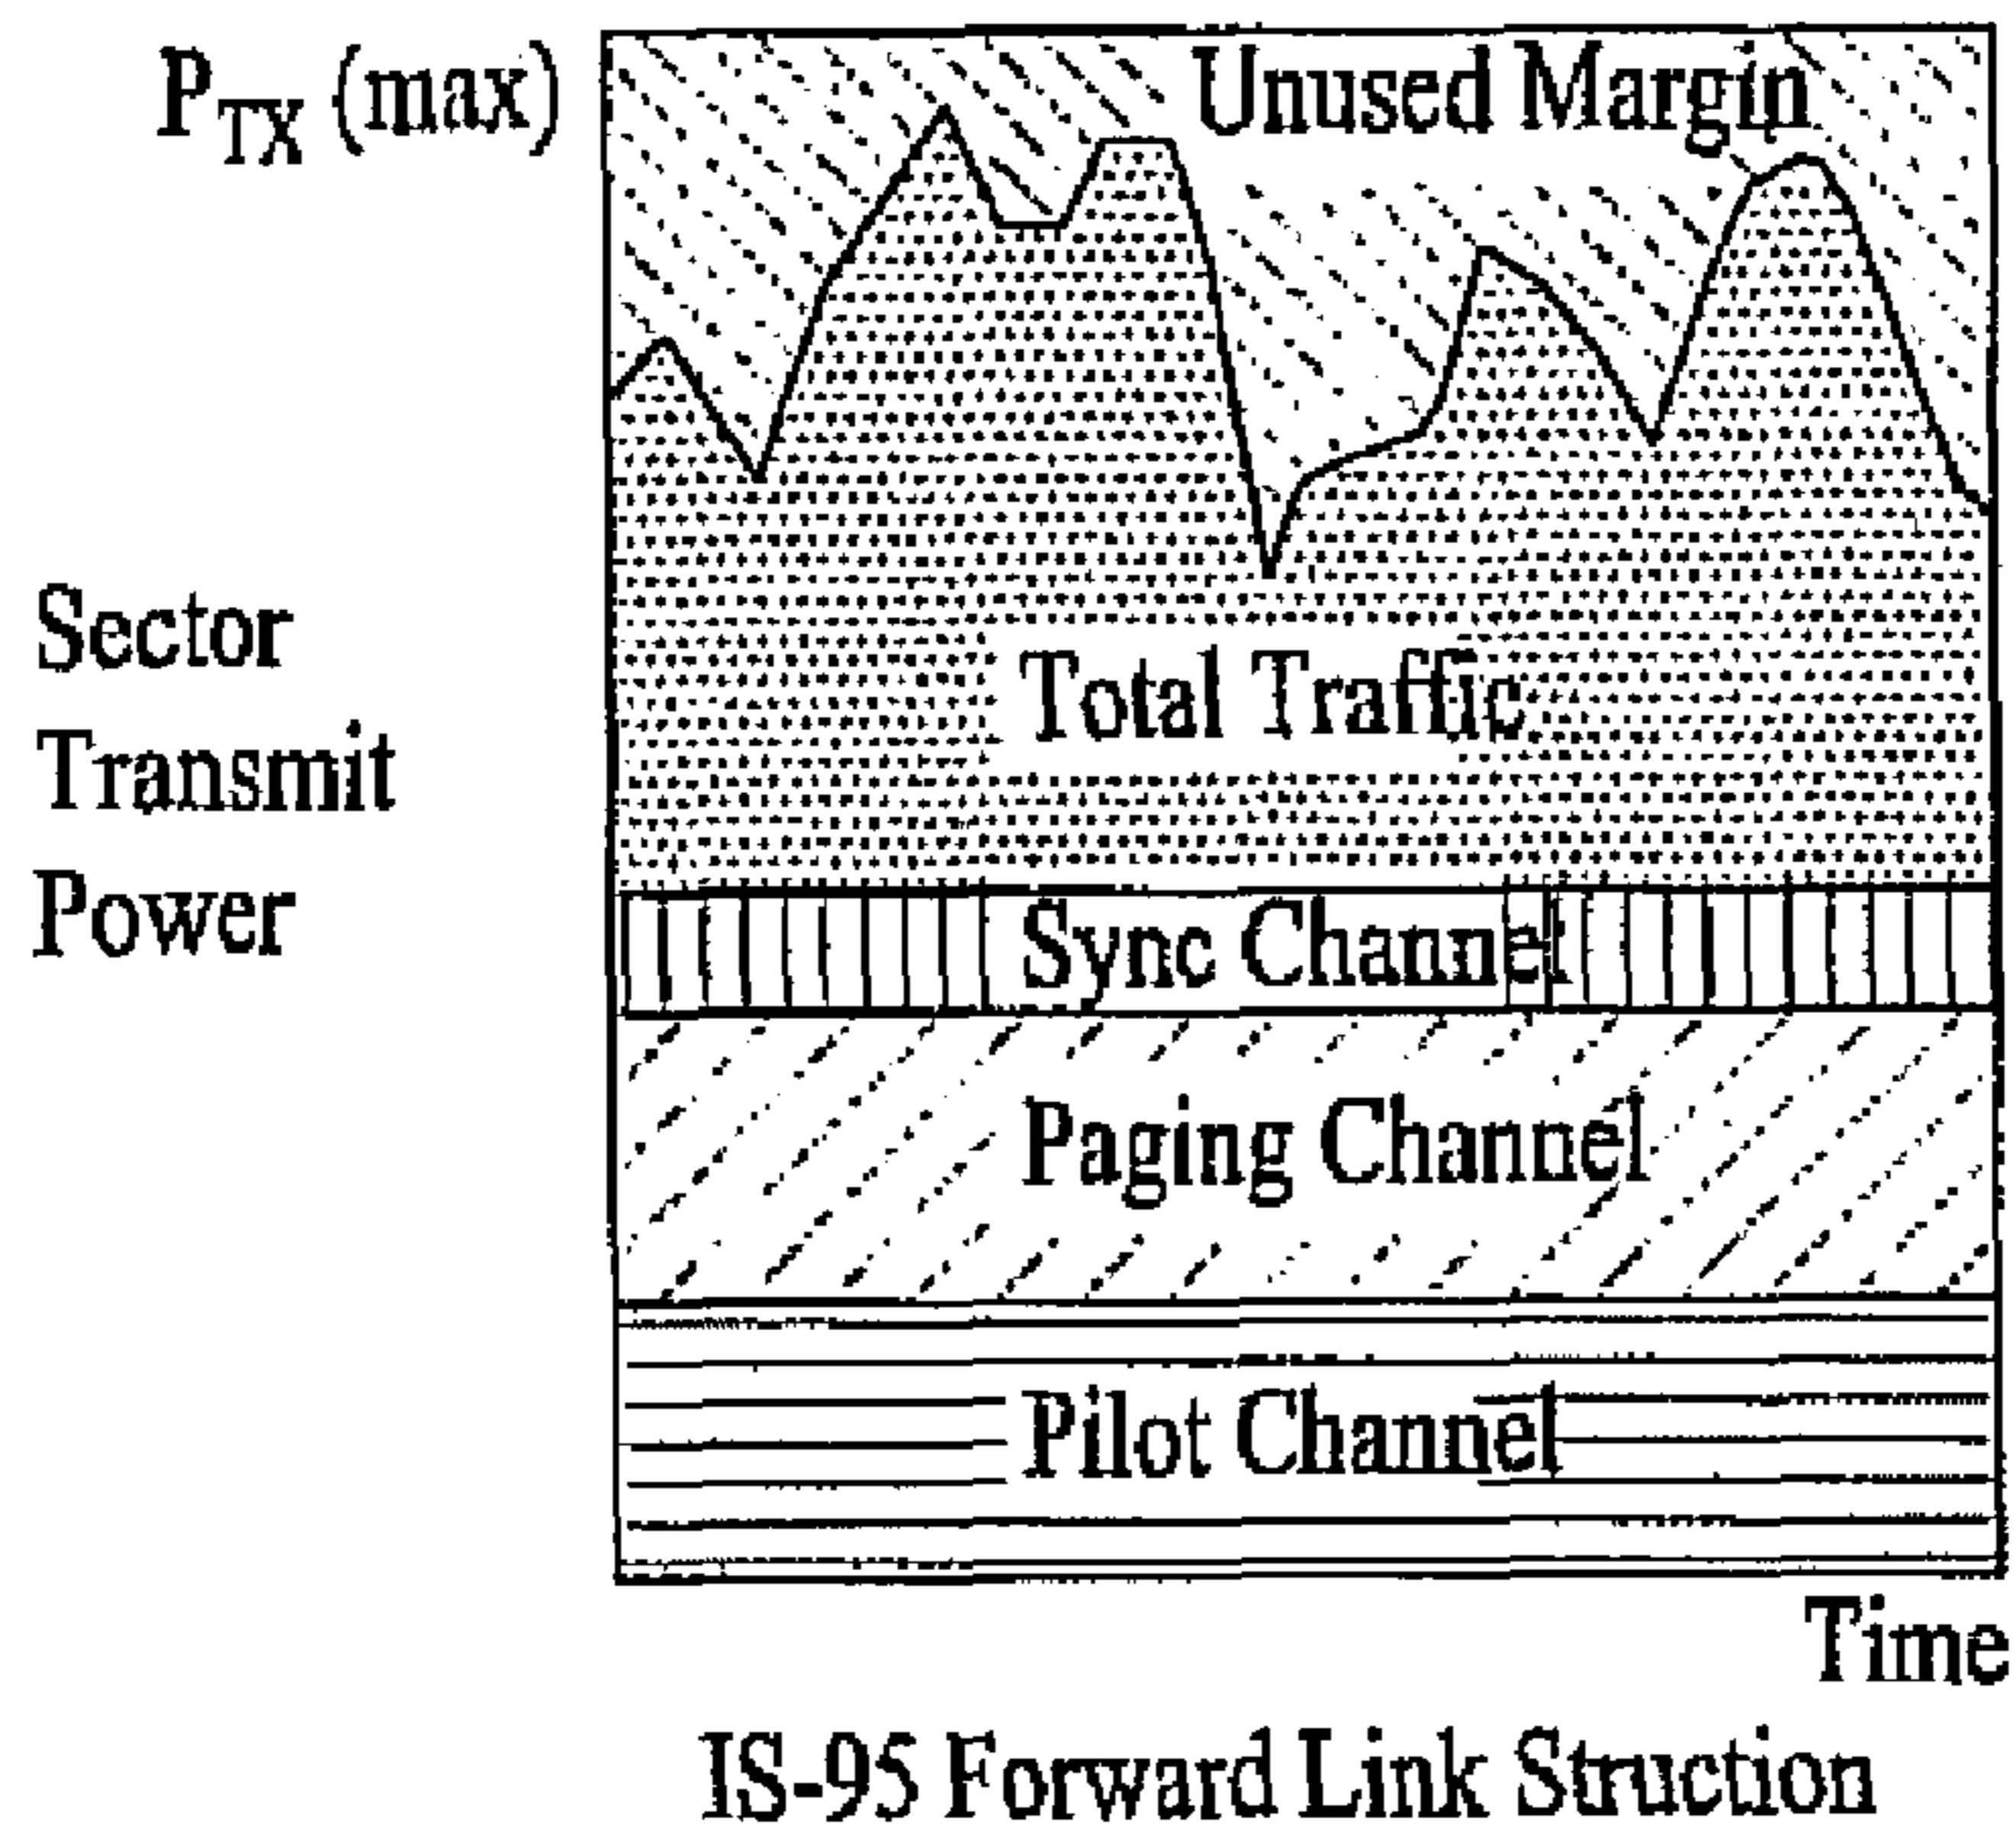 P_TX (max)
Unused Margin
Sector
Transmit
Power
Total Traffic
Sync Channel
Paging Channel
Pilot Channel
Time
IS-95 Forward Link Struction